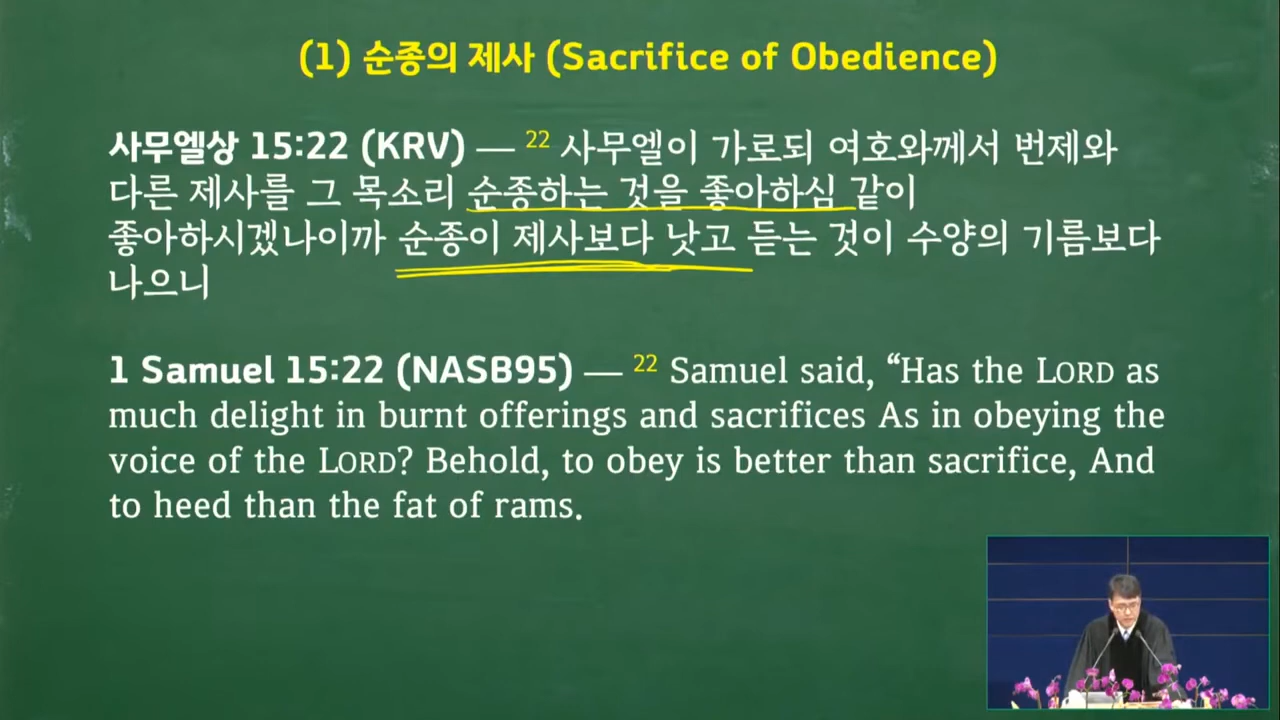 (1) 순종의 제사 (Sacrifice of Obedience)
사무엘상 15:22 (KRV) — 22 사무엘이 가로되 여호와께서 번제와
다른 제사를 그 목소리 순종하는 것을 좋아하심 같이
좋아하시겠나이까 순종이 제사보다 낫고 듣는 것이 수양의 기름보다
나으니
1 Samuel 15:22 (NASB95) — 22 Samuel said, “Has the LORD as
much delight in burnt offerings and sacrifices As in obeying the
voice of the LORD? Behold, to obey is better than sacrifice, And
to heed than the fat of rams.